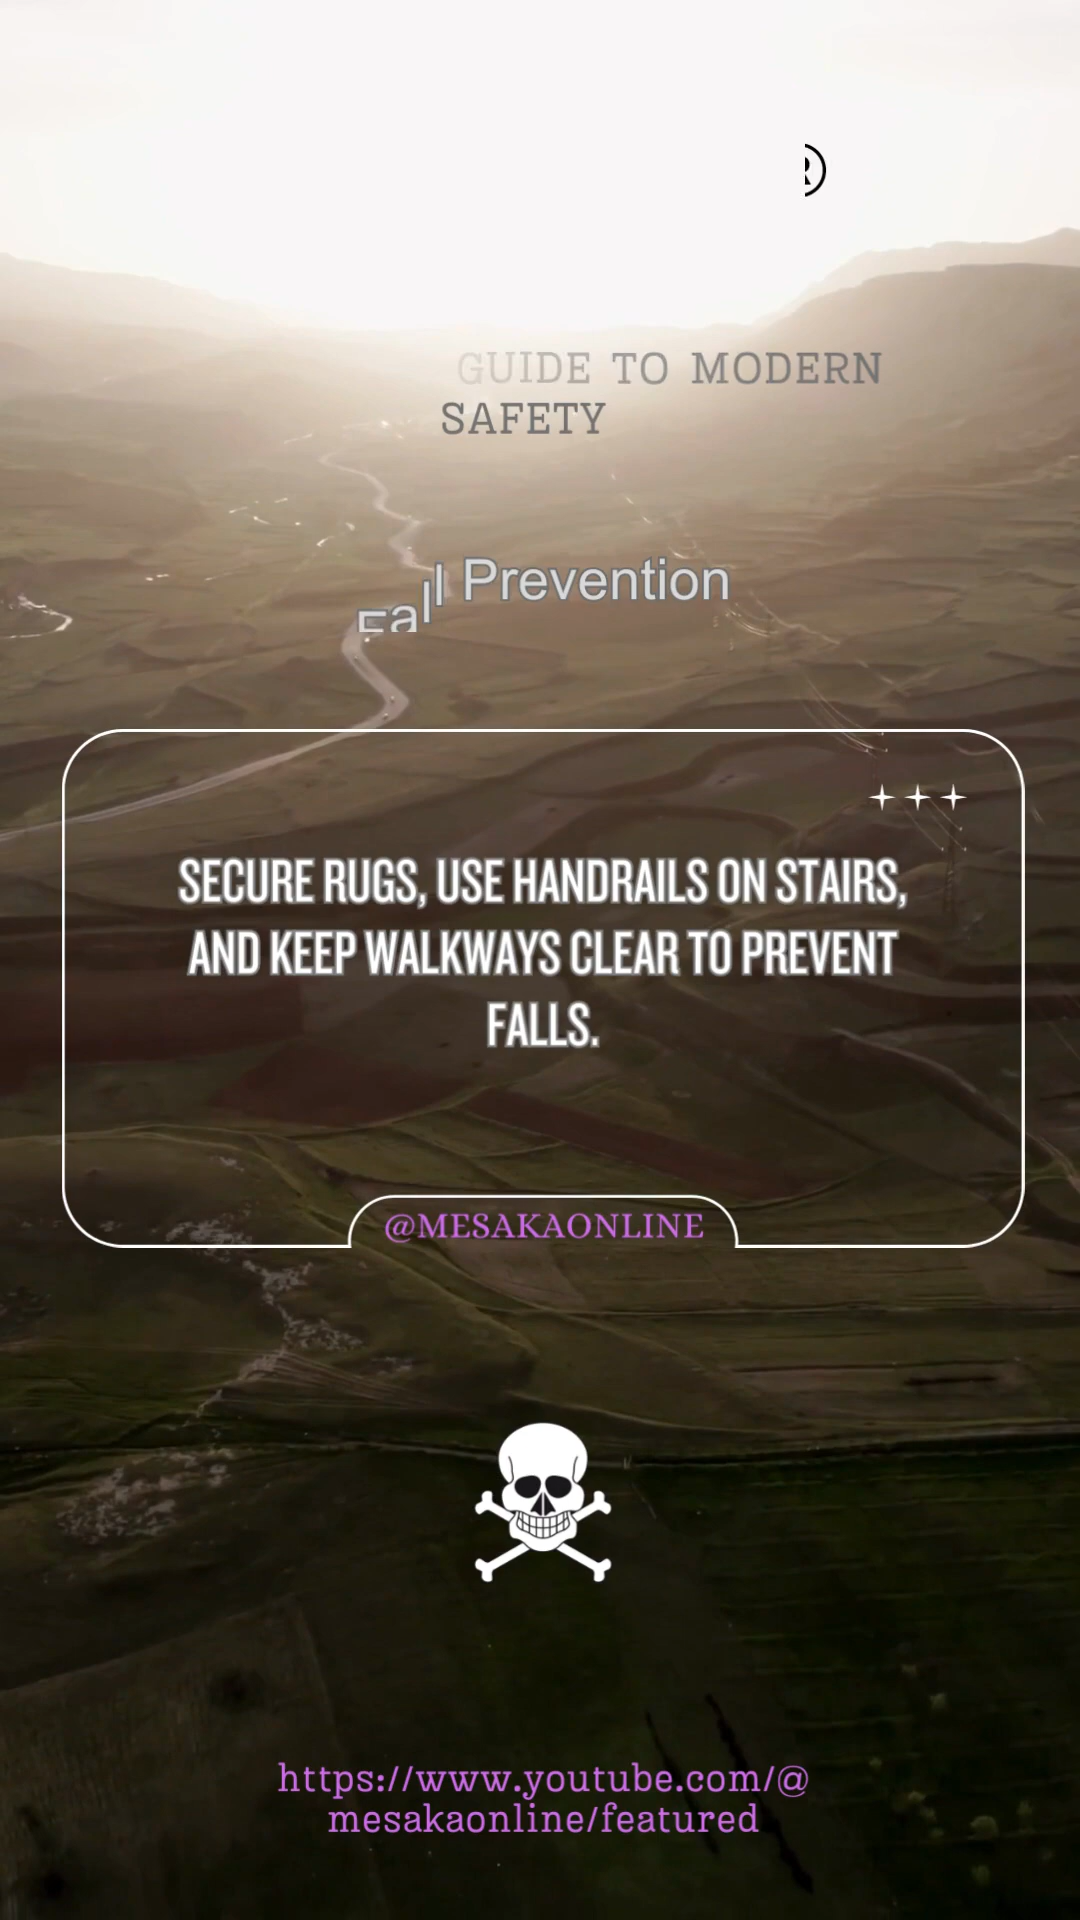 ®
GUIDE TO MODERN
SAFETY
Fall Prevention
SECURE RUGS, USE HANDRAILS ON STAIRS,
AND KEEP WALKWAYS CLEAR TO PREVENT
FALLS.
@MESAKAONLINE
https://www.youtube.com/@
mesakaonline/featured